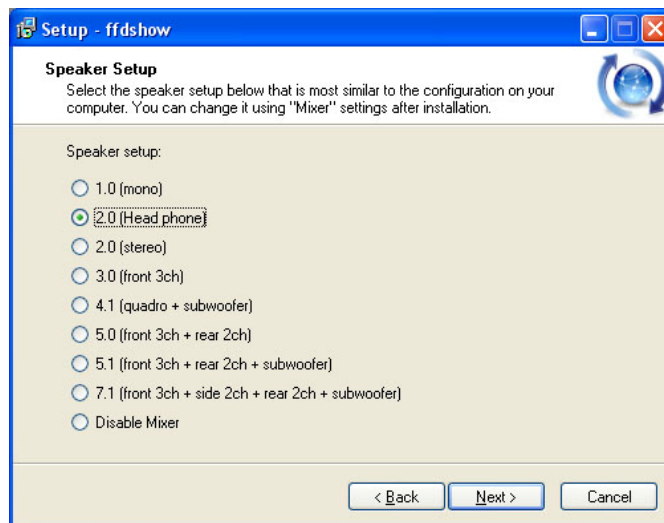 Setup - ffdshow
Speaker Setup
Select the speaker setup below that is most similar to the configuration on your
computer. You can change it using "Mixer" settings after installation.
Speaker setup:
1.0 (mono)
2.0 (Head phone)
2.0 (stereo)
3.0 (front 3ch)
4.1 (quadro + subwoofer)
5.0 (front 3ch + rear 2ch)
5.1 (front 3ch + rear 2ch + subwoofer)
7.1 (front 3ch + side 2ch + rear 2ch + subwoofer)
Disable Mixer
< Back Next > Cancel